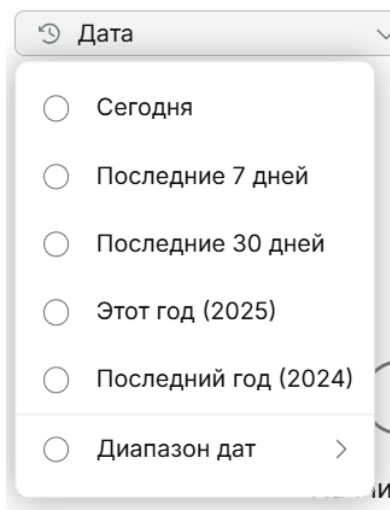 Дата
Сегодня
Последние 7 дней
Последние 30 дней
Этот год (2025)
Последний год (2024)
Диапазон дат